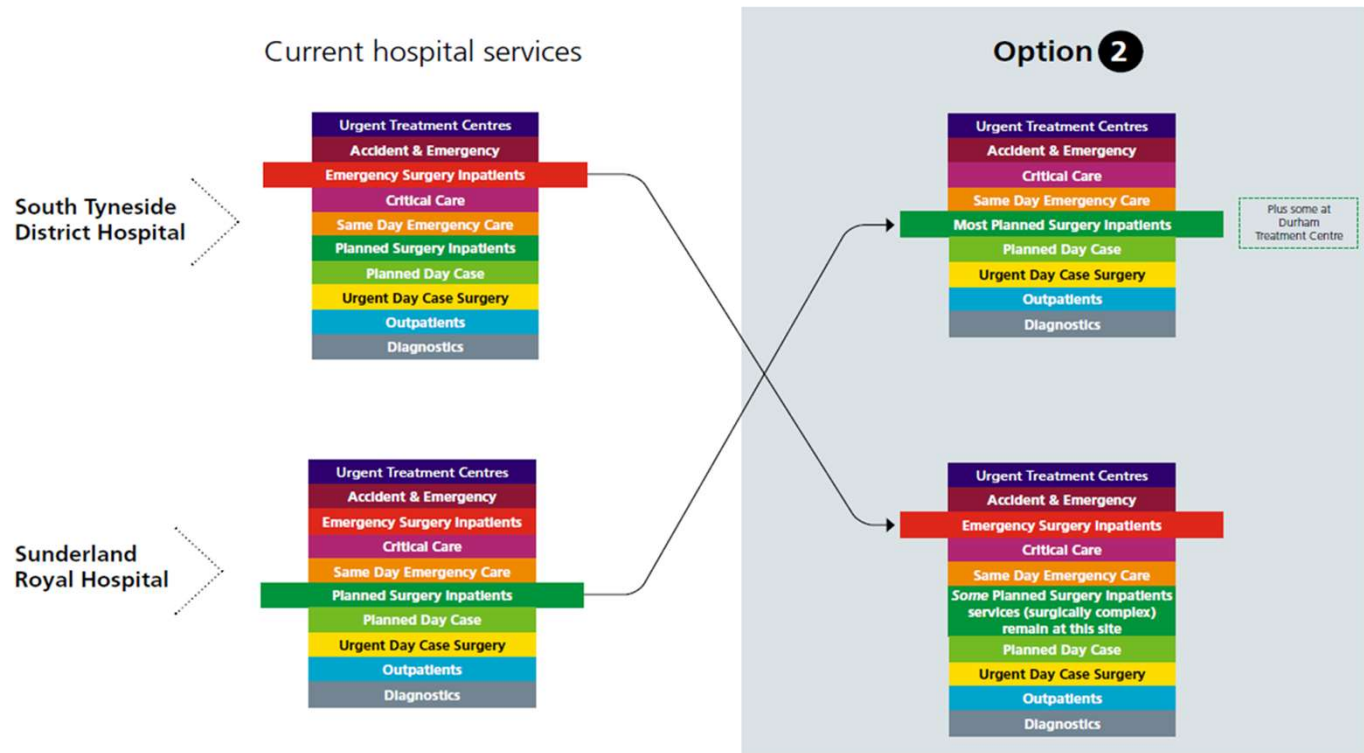 Current hospital services
Option 2
South Tyneside
District Hospital
Urgent Treatment Centres
Accident & Emergency
Emergency Surgery Inpatients
Critical Care
Same Day Emergency Care
Planned Surgery Inpatients
Planned Day Case
Urgent Day Case Surgery
Outpatients
Diagnostics
Urgent Treatment Centres
Accident & Emergency
Critical Care
Same Day Emergency Care
Most Planned Surgery Inpatients
Planned Day Case
Urgent Day Case Surgery
Outpatients
Diagnostics
Plus some at
Durham
Treatment Centre
Sunderland
Royal Hospital
Urgent Treatment Centres
Accident & Emergency
Emergency Surgery Inpatients
Critical Care
Same Day Emergency Care
Planned Surgery Inpatients
Planned Day Case
Urgent Day Case Surgery
Outpatients
Diagnostics
Urgent Treatment Centres
Accident & Emergency
Emergency Surgery Inpatients
Critical Care
Same Day Emergency Care
Some Planned Surgery Inpatients
services (surgically complex)
remain at this site
Planned Day Case
Urgent Day Case Surgery
Outpatients
Diagnostics